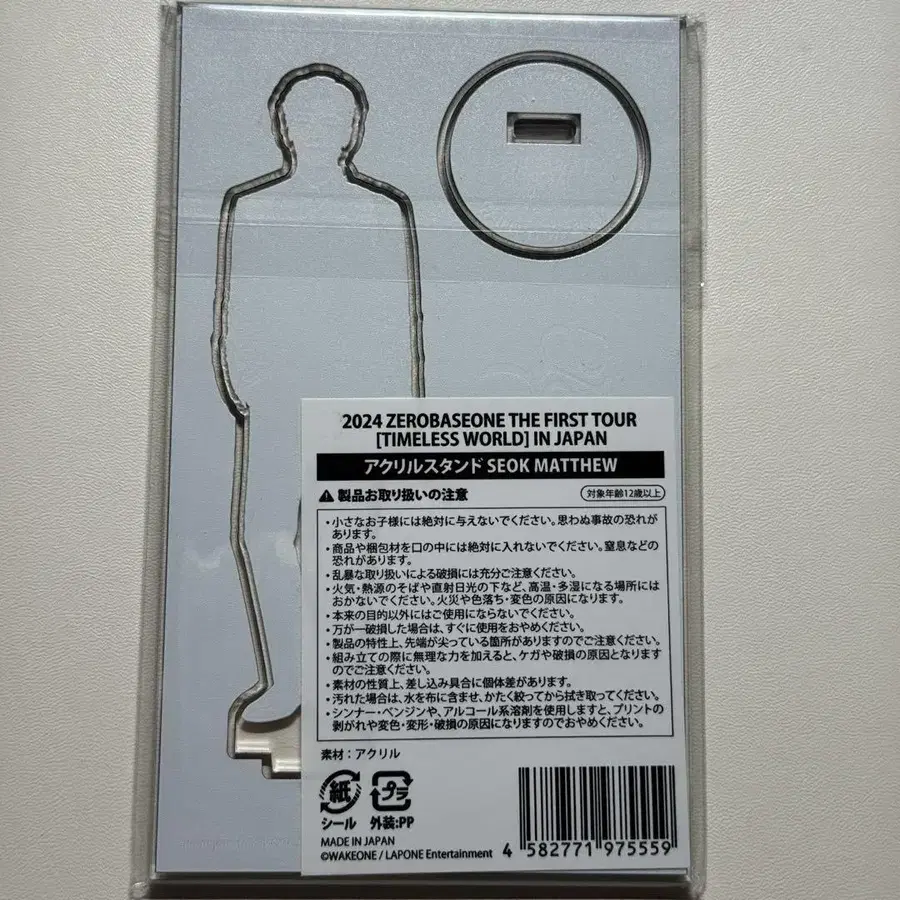 2024 ZEROBASEONE THE FIRST TOUR
[TIMELESS WORLD] IN JAPAN
アクリルスタンド SEOK MATTHEW
製品お取り扱いの注意
対象年齢12歳以上
・小さなお子様には絶対に与えないでください。思わぬ事故の恐れが
あります。
・商品や梱包材を口の中には絶対に入れないでください。窒息などの
恐れがあります。
・乱暴な取り扱いによる破損には充分ご注意ください。
・火気・熱源のそばや直射日光の下など、高温・多湿になる場所には
おかないでください。火災や色落ち・変色の原因になります。
・本来の目的以外にはご使用にならないでください。
・万が一破損した場合は、すぐに使用をおやめください。
・製品の特性上、先端が尖っている箇所がありますのでご注意ください。
・組み立ての際に無理な力を加えると、ケガや破損の原因となります
のでご注意ください。
・素材の性質上、差し込み具合に個体差があります。
・汚れた場合は、水を布に含ませ、かたく絞ってから拭き取ってください。
・シンナー・ベンジンや、アルコール系溶剤を使用しますと、プリントの
剥がれや変色・変形・破損の原因になりますのでおやめください。
素材：アクリル
紙 プラ
シール 外装:PP
MADE IN JAPAN
©WAKEONE / LAPONE Entertainment
4 582771 975559